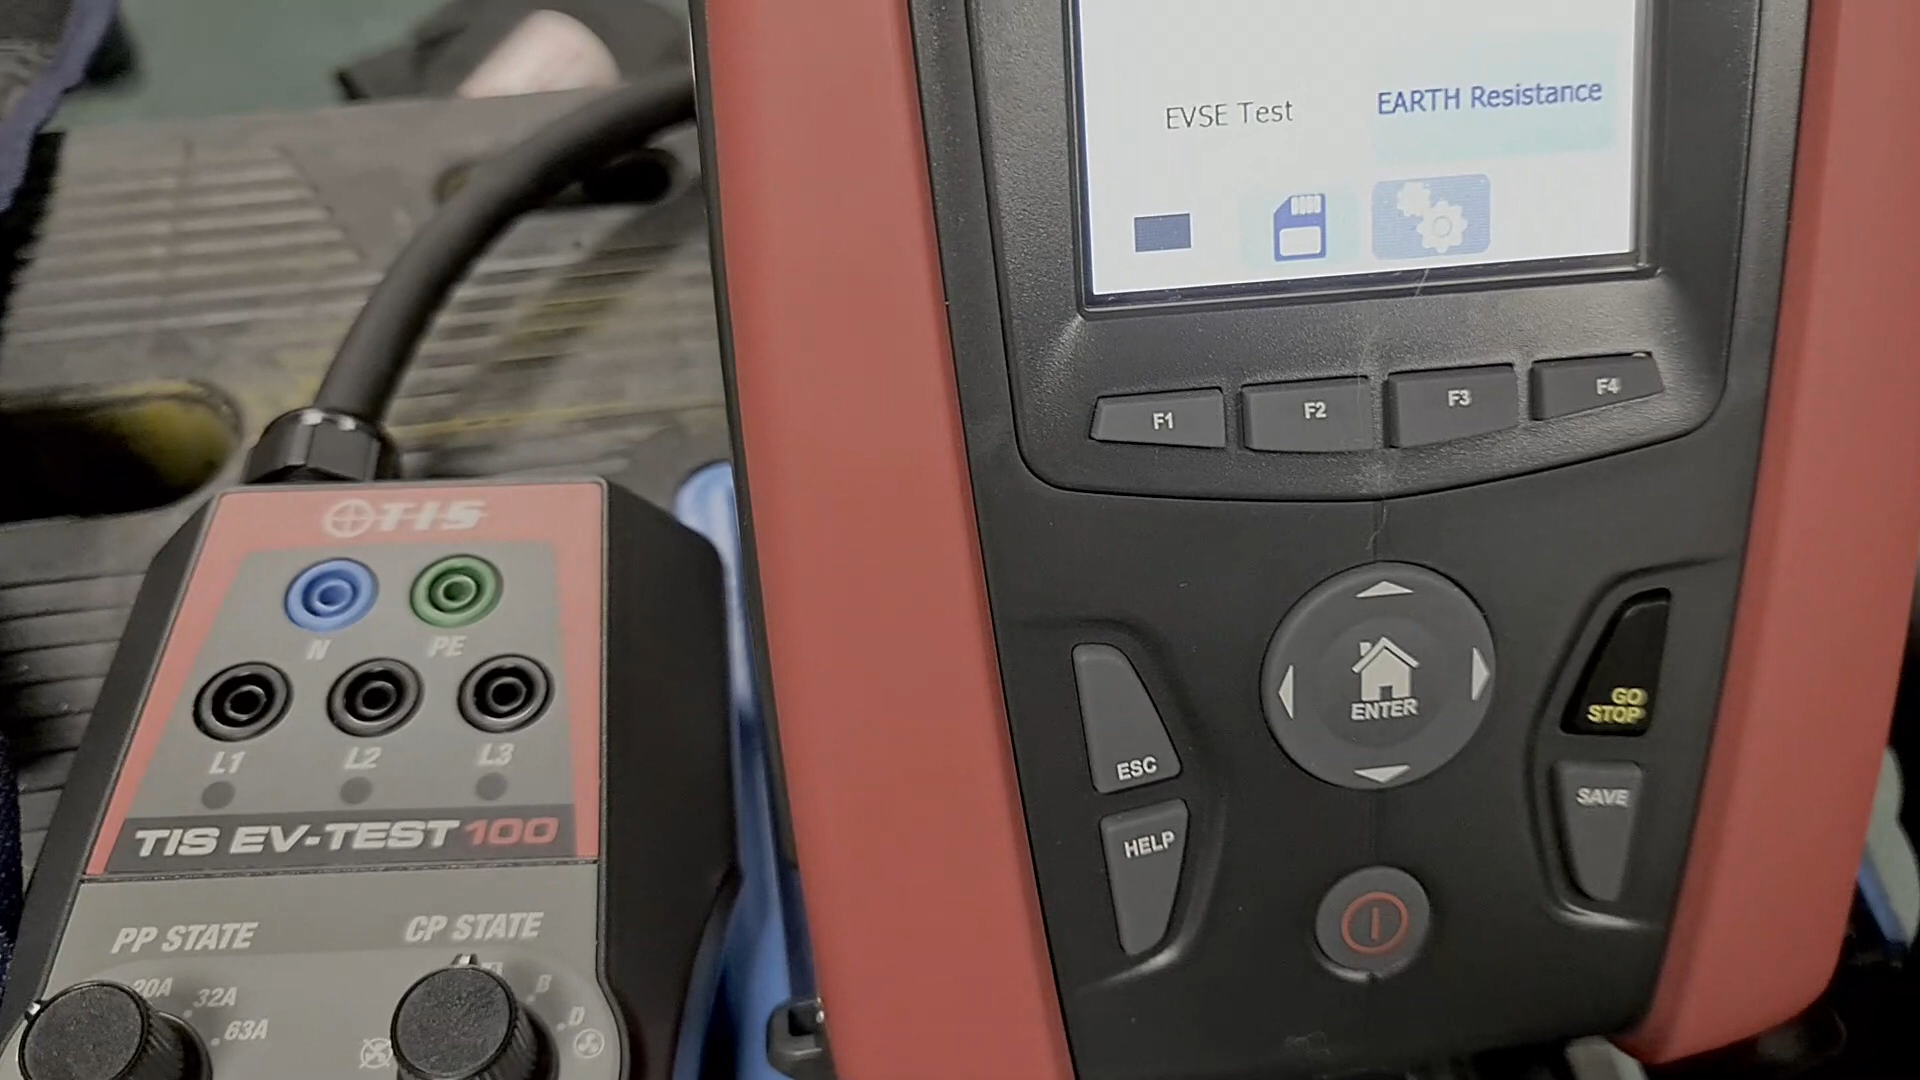 EVSE Test
EARTH Resistance
F1
F2
F3
F4
TIS
N
PE
L1
L2
L3
TIS EV-TEST 100
PP STATE
CP STATE
20A
32A
63A
B
D
ENTER
ESC
HELP
GO
STOP
SAVE